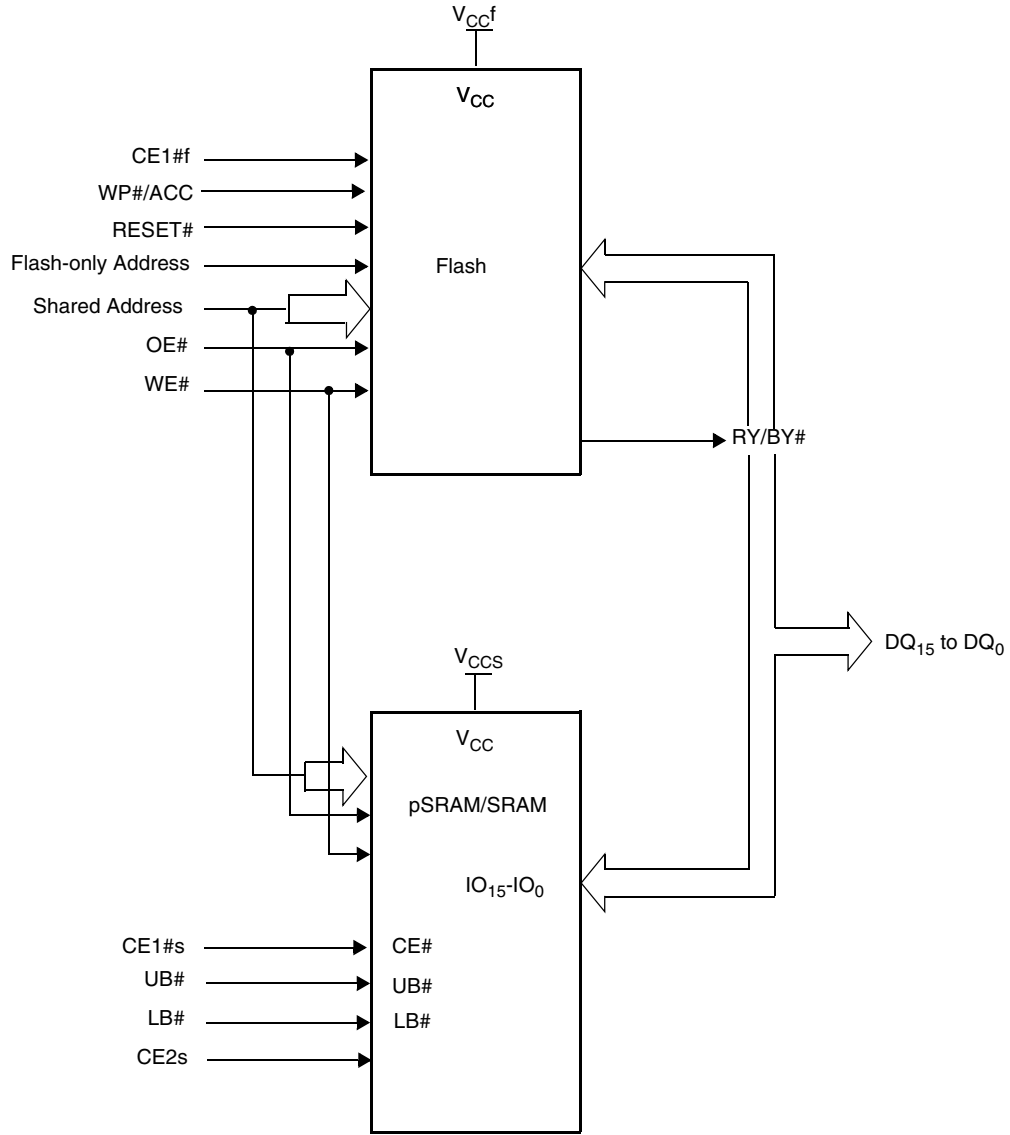 VCCf
VCC
CE1#f
WP#/ACC
RESET#
Flash-only Address
Flash
Shared Address
OE#
WE#
RY/BY#
DQ15 to DQ0
VCCS
VCC
pSRAM/SRAM
IO15-IO0
CE1#s
CE#
UB#
UB#
LB#
LB#
CE2s